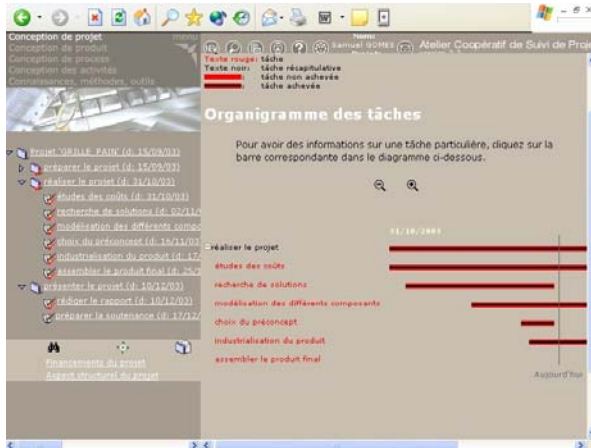 Conception de projet
menu
Conception de produit
Conception de process
Conception des activités
Connaissances, méthodes, outils
Menu
Samuel GOMES
Atelier Coopératif de Suivi de Proje
Texte rouge: tâche
Texte noir: tâche récapitulative
tâche non achevée
tâche achevée
Organigramme des tâches
Pour avoir des informations sur une tâche particulière, cliquez sur la
barre correspondante dans le diagramme ci-dessous.
Projet 'GRILLE PAIN' (d: 15/09/03)
préparer le projet (d: 15/09/03)
réaliser le projet (d: 31/10/03)
études des coûts (d: 31/10/03)
recherche de solutions (d: 02/11/
modélisation des différents compo
choix du préconcept (d: 16/11/03
industrialisation du produit (d: 17/
assembler le produit final (d: 25/1
présenter le projet (d: 10/12/03)
rédiger le rapport (d: 10/12/03)
préparer la soutenance (d: 17/12/
Financements du projet
Aspect structurel du projet
31/10/2003
réaliser le projet
études des coûts
recherche de solutions
modélisation des différents composants
choix du préconcept
industrialisation du produit
assembler le produit final
Aujourd'hui